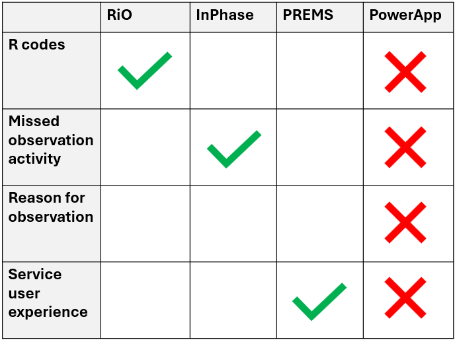 RiO InPhase PREMS PowerApp
R codes
Missed
observation
activity
Reason for
observation
Service
user
experience